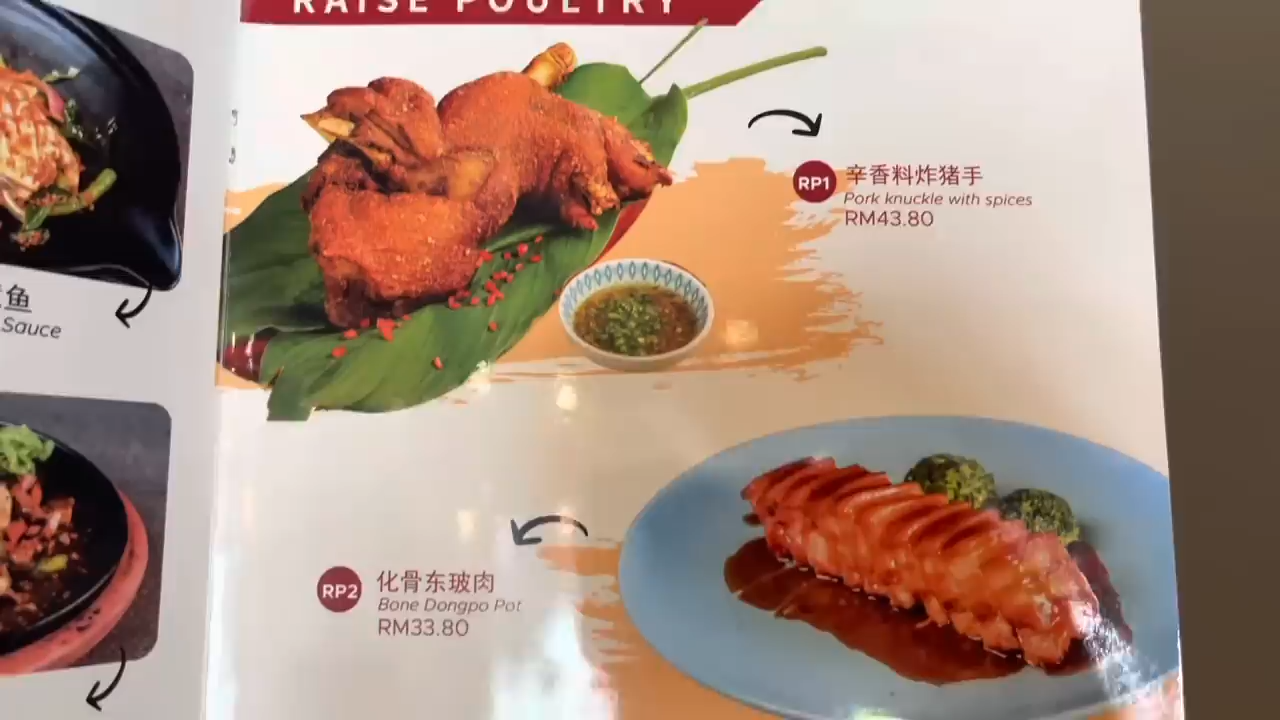 RAISE POULTRY
鱼
Sauce
RP1
辛香料炸猪手
Pork knuckle with spices
RM43.80
RP2
化骨东玻肉
Bone Dongpo Pot
RM33.80